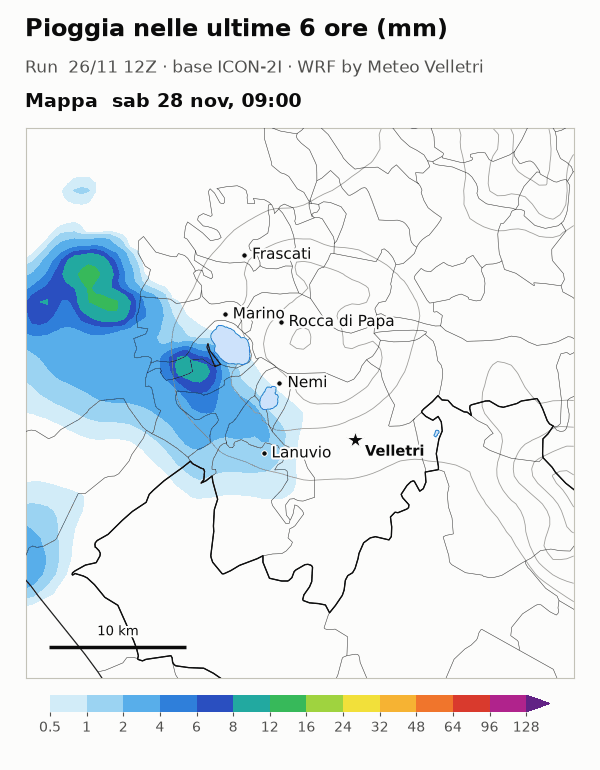 Pioggia nelle ultime 6 ore (mm)
Run  26/11 12Z · base ICON-2I · WRF by Meteo Velletri
Mappa  sab 28 nov, 09:00
Frascati
Marino
Rocca di Papa
Nemi
Velletri
Lanuvio
10 km
0.5 1 2 4 6 8 12 16 24 32 48 64 96 128